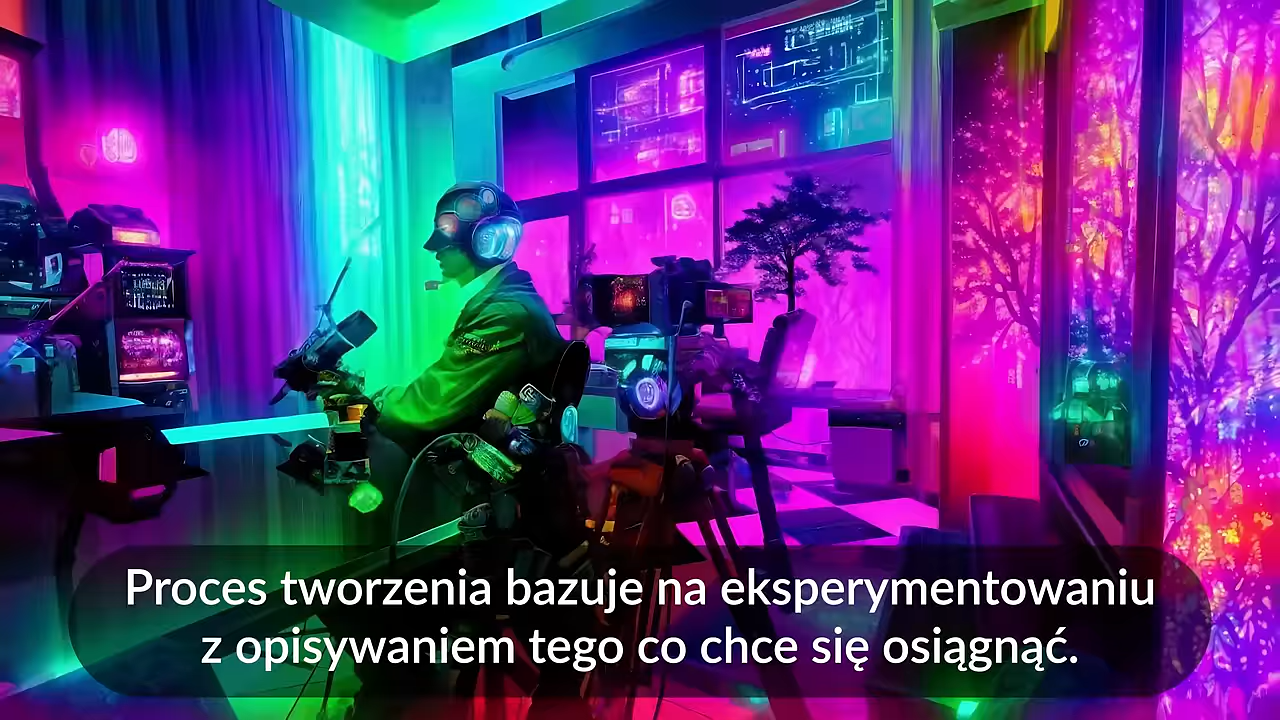 Proces tworzenia bazuje na eksperymentowaniu
z opisywaniem tego co chce się osiągnąć.